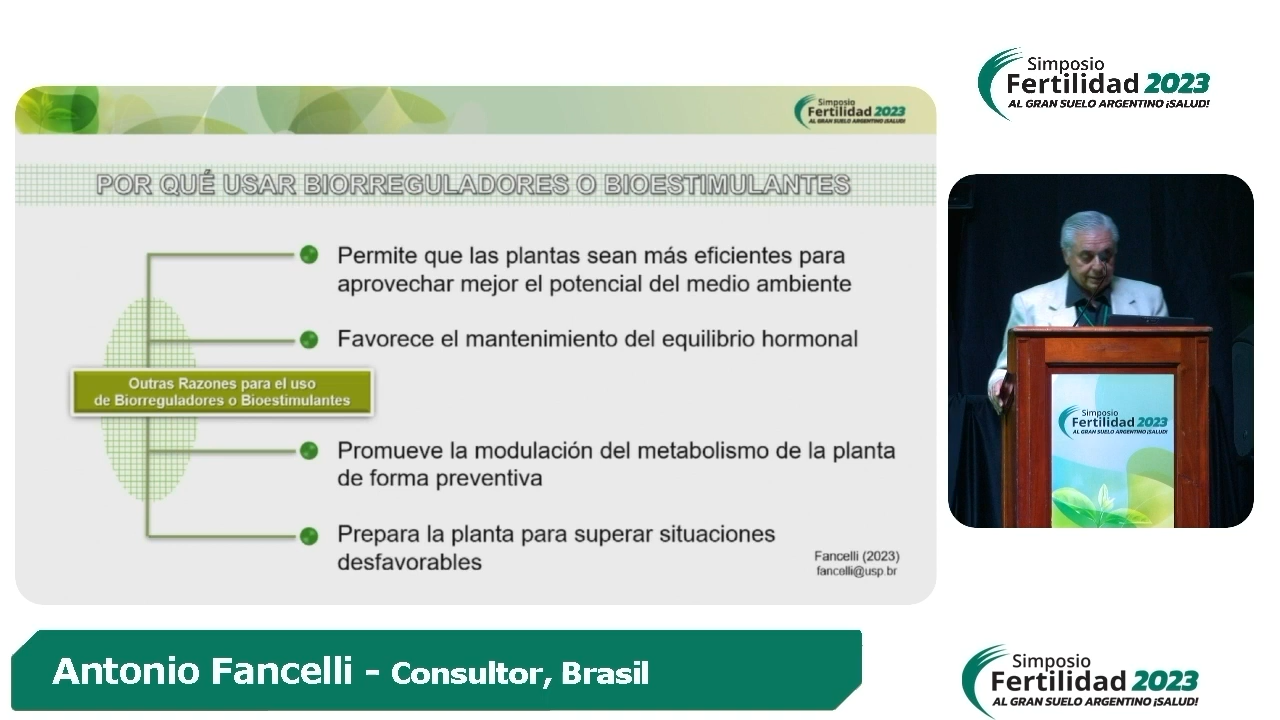 Simposio
Fertilidad 2023
AL GRAN SUELO ARGENTINO ¡SALUD!
Simposio
Fertilidad 2023
AL GRAN SUELO ARGENTINO ¡SALUD!
POR QUÉ USAR BIORREGULADORES O BIOESTIMULANTES
Permite que las plantas sean más eficientes para
aprovechar mejor el potencial del medio ambiente
Favorece el mantenimiento del equilibrio hormonal
Outras Razones para el uso
de Biorreguladores o Bioestimulantes
Promueve la modulación del metabolismo de la planta
de forma preventiva
Prepara la planta para superar situaciones
desfavorables
Fancelli (2023)
fancelli@usp.br
Simposio
Fertilidad 2023
AL GRAN SUELO ARGENTINO ¡SALUD!
Antonio Fancelli - Consultor, Brasil
Simposio
Fertilidad 2023
AL GRAN SUELO ARGENTINO ¡SALUD!